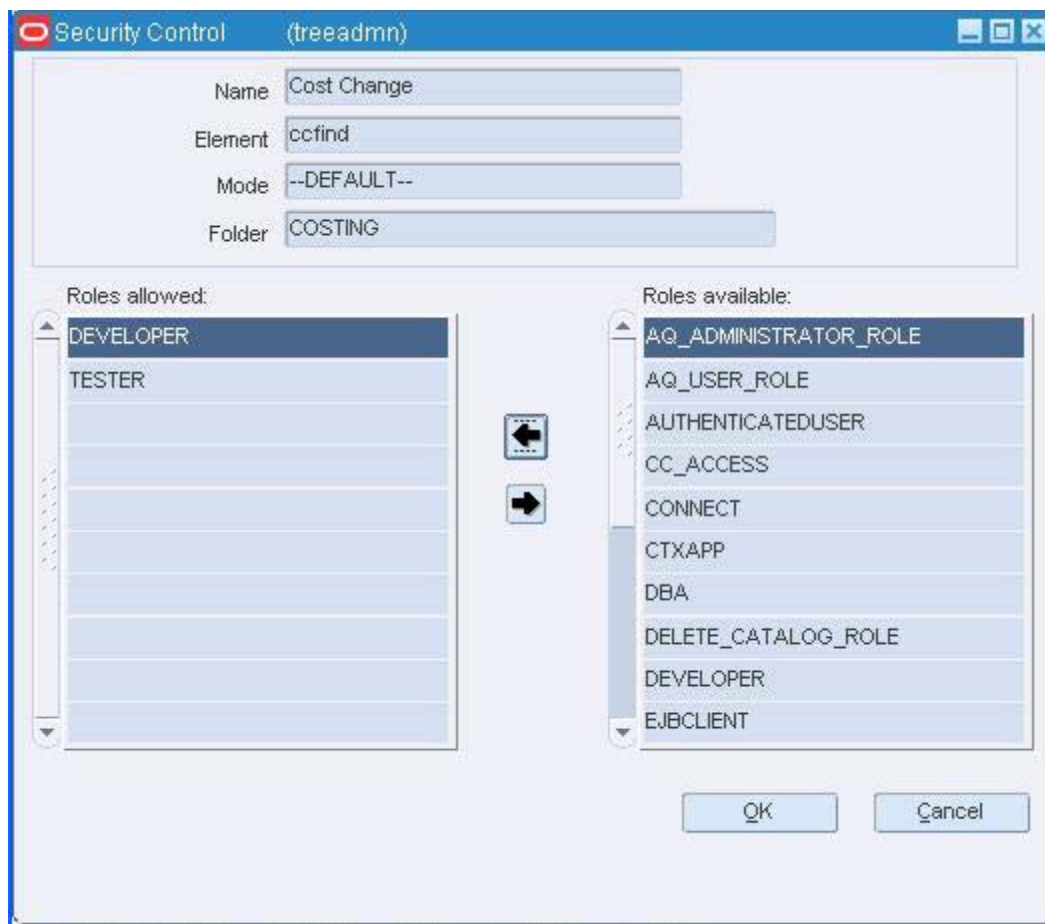 Security Control (treeadmn)
Name Cost Change
Element ccfind
Mode --DEFAULT--
Folder COSTING
Roles allowed:
DEVELOPER
TESTER
Roles available:
AQ_ADMINISTRATOR_ROLE
AQ_USER_ROLE
AUTHENTICATEDUSER
CC_ACCESS
CONNECT
CTXAPP
DBA
DELETE_CATALOG_ROLE
DEVELOPER
EJBCLIENT
OK Cancel